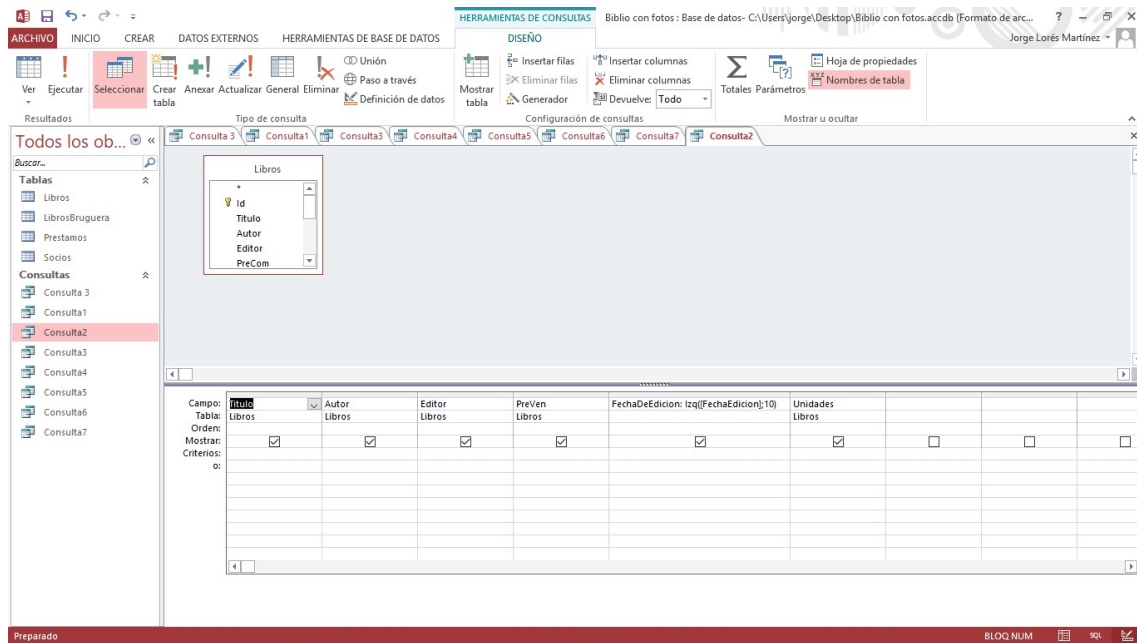 HERRAMIENTAS DE CONSULTAS Biblio con fotos : Base de datos- C:\Users\jorge\Desktop\Biblio con fotos.accdb (Formato de arc... ?
ARCHIVO INICIO CREAR DATOS EXTERNOS HERRAMIENTAS DE BASE DE DATOS DISEÑO Jorge Lorés Martínez
Unión Insertar filas Insertar columnas Hoja de propiedades
Paso a través Eliminar filas Eliminar columnas Nombres de tabla
Ver Ejecutar Seleccionar Crear tabla Anexar Actualizar General Eliminar Definición de datos Mostrar tabla Generador Devuelve: Todo Totales Parámetros
Resultados Tipo de consulta Configuración de consultas Mostrar u ocultar
Todos los ob... «
Consulta 3 Consulta1 Consulta3 Consulta4 Consulta5 Consulta6 Consulta7 Consulta2
Buscar...
Tablas
Libros
LibrosBruguera
Prestamos
Socios
Consultas
Consulta 3
Consulta1
Consulta2
Consulta3
Consulta4
Consulta5
Consulta6
Consulta7
Libros
*
Id
Titulo
Autor
Editor
PreCom
Campo: Titulo Autor Editor PreVen FechaDeEdicion: Izq([FechaEdicion];10) Unidades
Tabla: Libros Libros Libros Libros Libros
Orden:
Mostrar:
Criterios:
o:
Preparado BLOQ NUM SQL